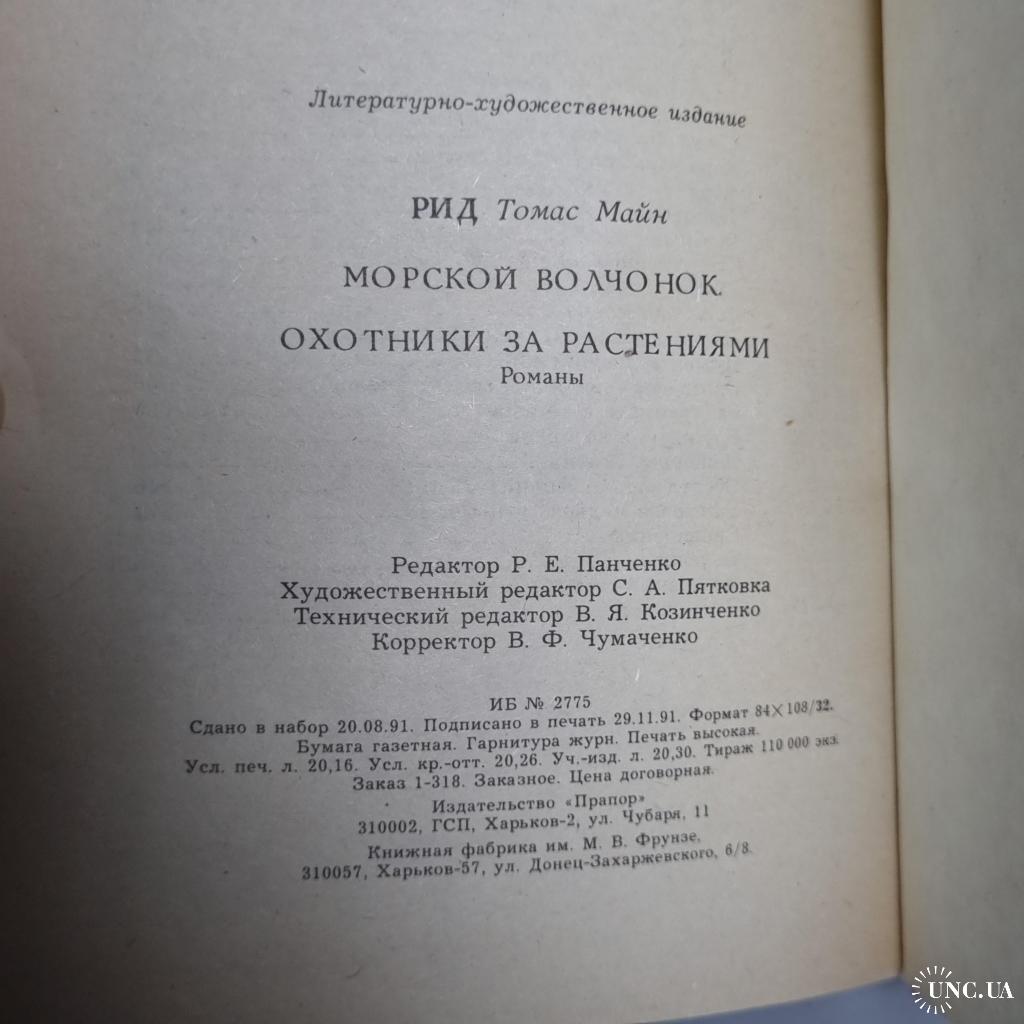 Литературно-художественное издание
РИД Томас Майн
МОРСКОЙ ВОЛЧОНОК.
ОХОТНИКИ ЗА РАСТЕНИЯМИ
Романы
Редактор Р. Е. Панченко
Художественный редактор С. А. Пятковка
Технический редактор В. Я. Козинченко
Корректор В. Ф. Чумаченко
ИБ № 2775
Сдано в набор 20.08.91. Подписано в печать 29.11.91. Формат 84×108/32.
Бумага газетная. Гарнитура журн. Печать высокая.
Усл. печ. л. 20,16. Усл. кр.-отт. 20,26. Уч.-изд. л. 20,30. Тираж 110 000 экз.
Заказ 1-318. Заказное. Цена договорная.
Издательство «Прапор»
310002, ГСП, Харьков-2, ул. Чубаря, 11
Книжная фабрика им. М. В. Фрунзе,
310057, Харьков-57, ул. Донец-Захаржевского, 6/8.
UNC.UA